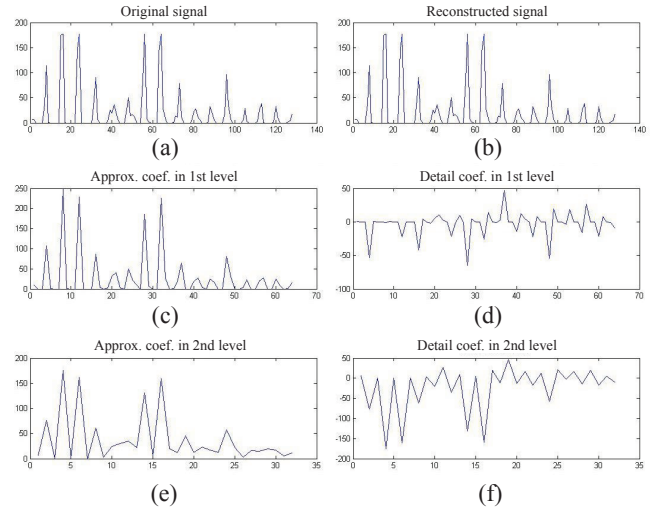 Original signal
Reconstructed signal
200
150
100
50
0
0 20 40 60 80 100 120 140
200
150
100
50
0
0 20 40 60 80 100 120 140
(a)
(b)
Approx. coef. in 1st level
Detail coef. in 1st level
250
200
150
100
50
0
0 10 20 30 40 50 60 70
50
0
-50
-100
0 10 20 30 40 50 60 70
(c)
(d)
Approx. coef. in 2nd level
Detail coef. in 2nd level
200
150
100
50
0
0 5 10 15 20 25 30 35
50
0
-50
-100
-150
-200
0 5 10 15 20 25 30 35
(e)
(f)